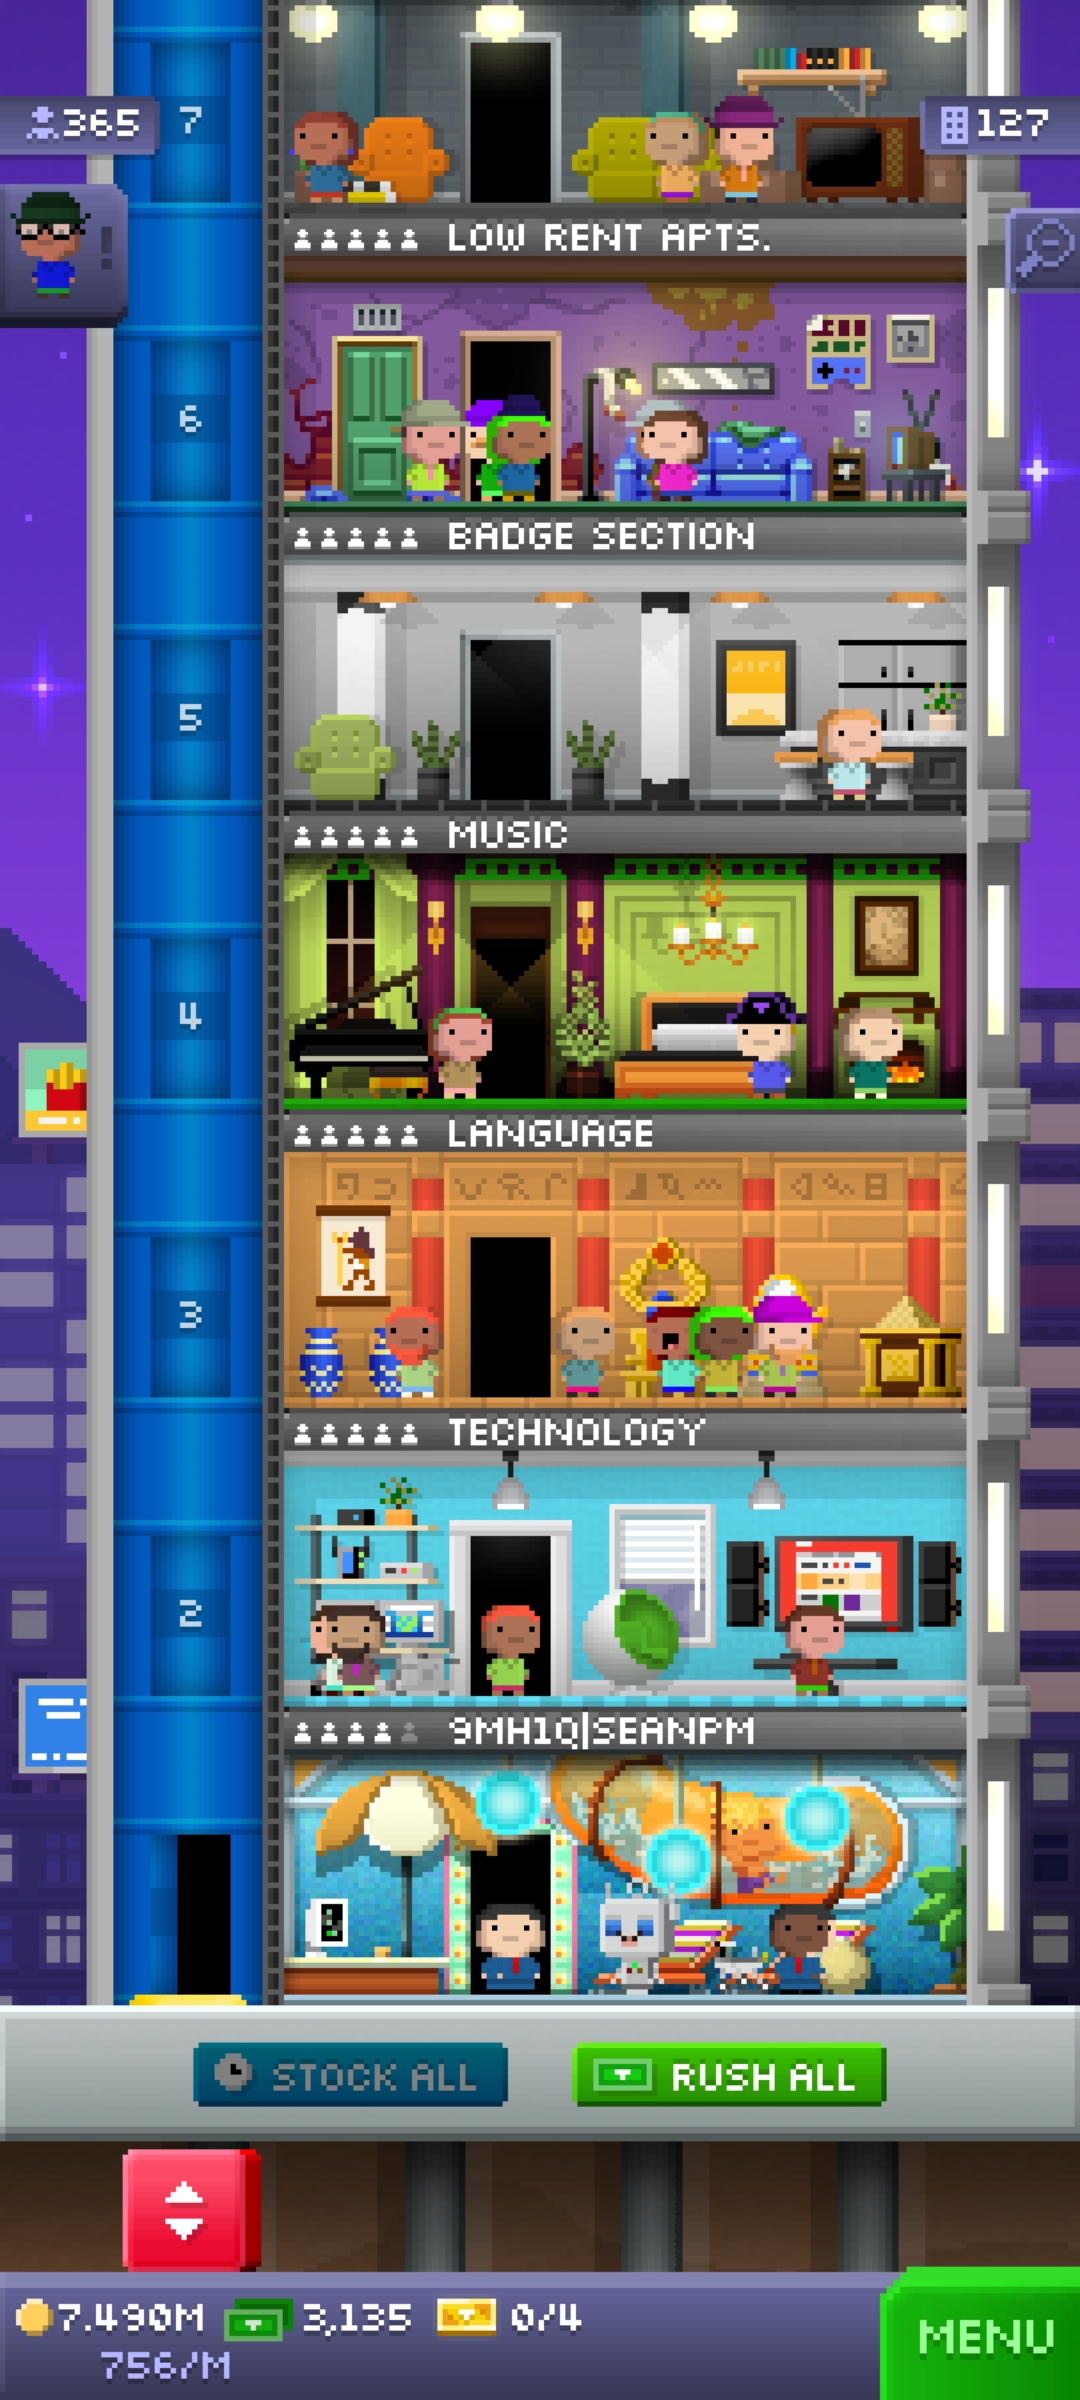 7
365
127
LOW RENT APTS.
6
BADGE SECTION
5
MUSIC
4
LANGUAGE
3
TECHNOLOGY
2
9MH1Q|SEANPM
STOCK ALL
RUSH ALL
7.490M
3,135
0/4
756/M
MENU